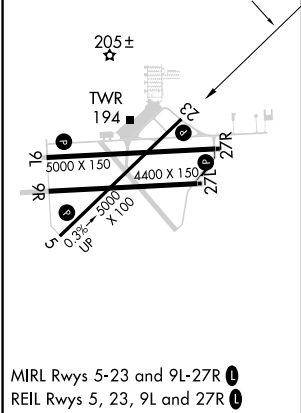 205±
TWR
194
23
P
P
9L
5000 X 150
27R
P
9R
4400 X 150
27L
P
5
0.3% → 5000
UP
X 100
MIRL Rwys 5-23 and 9L-27R L
REIL Rwys 5, 23, 9L and 27R L